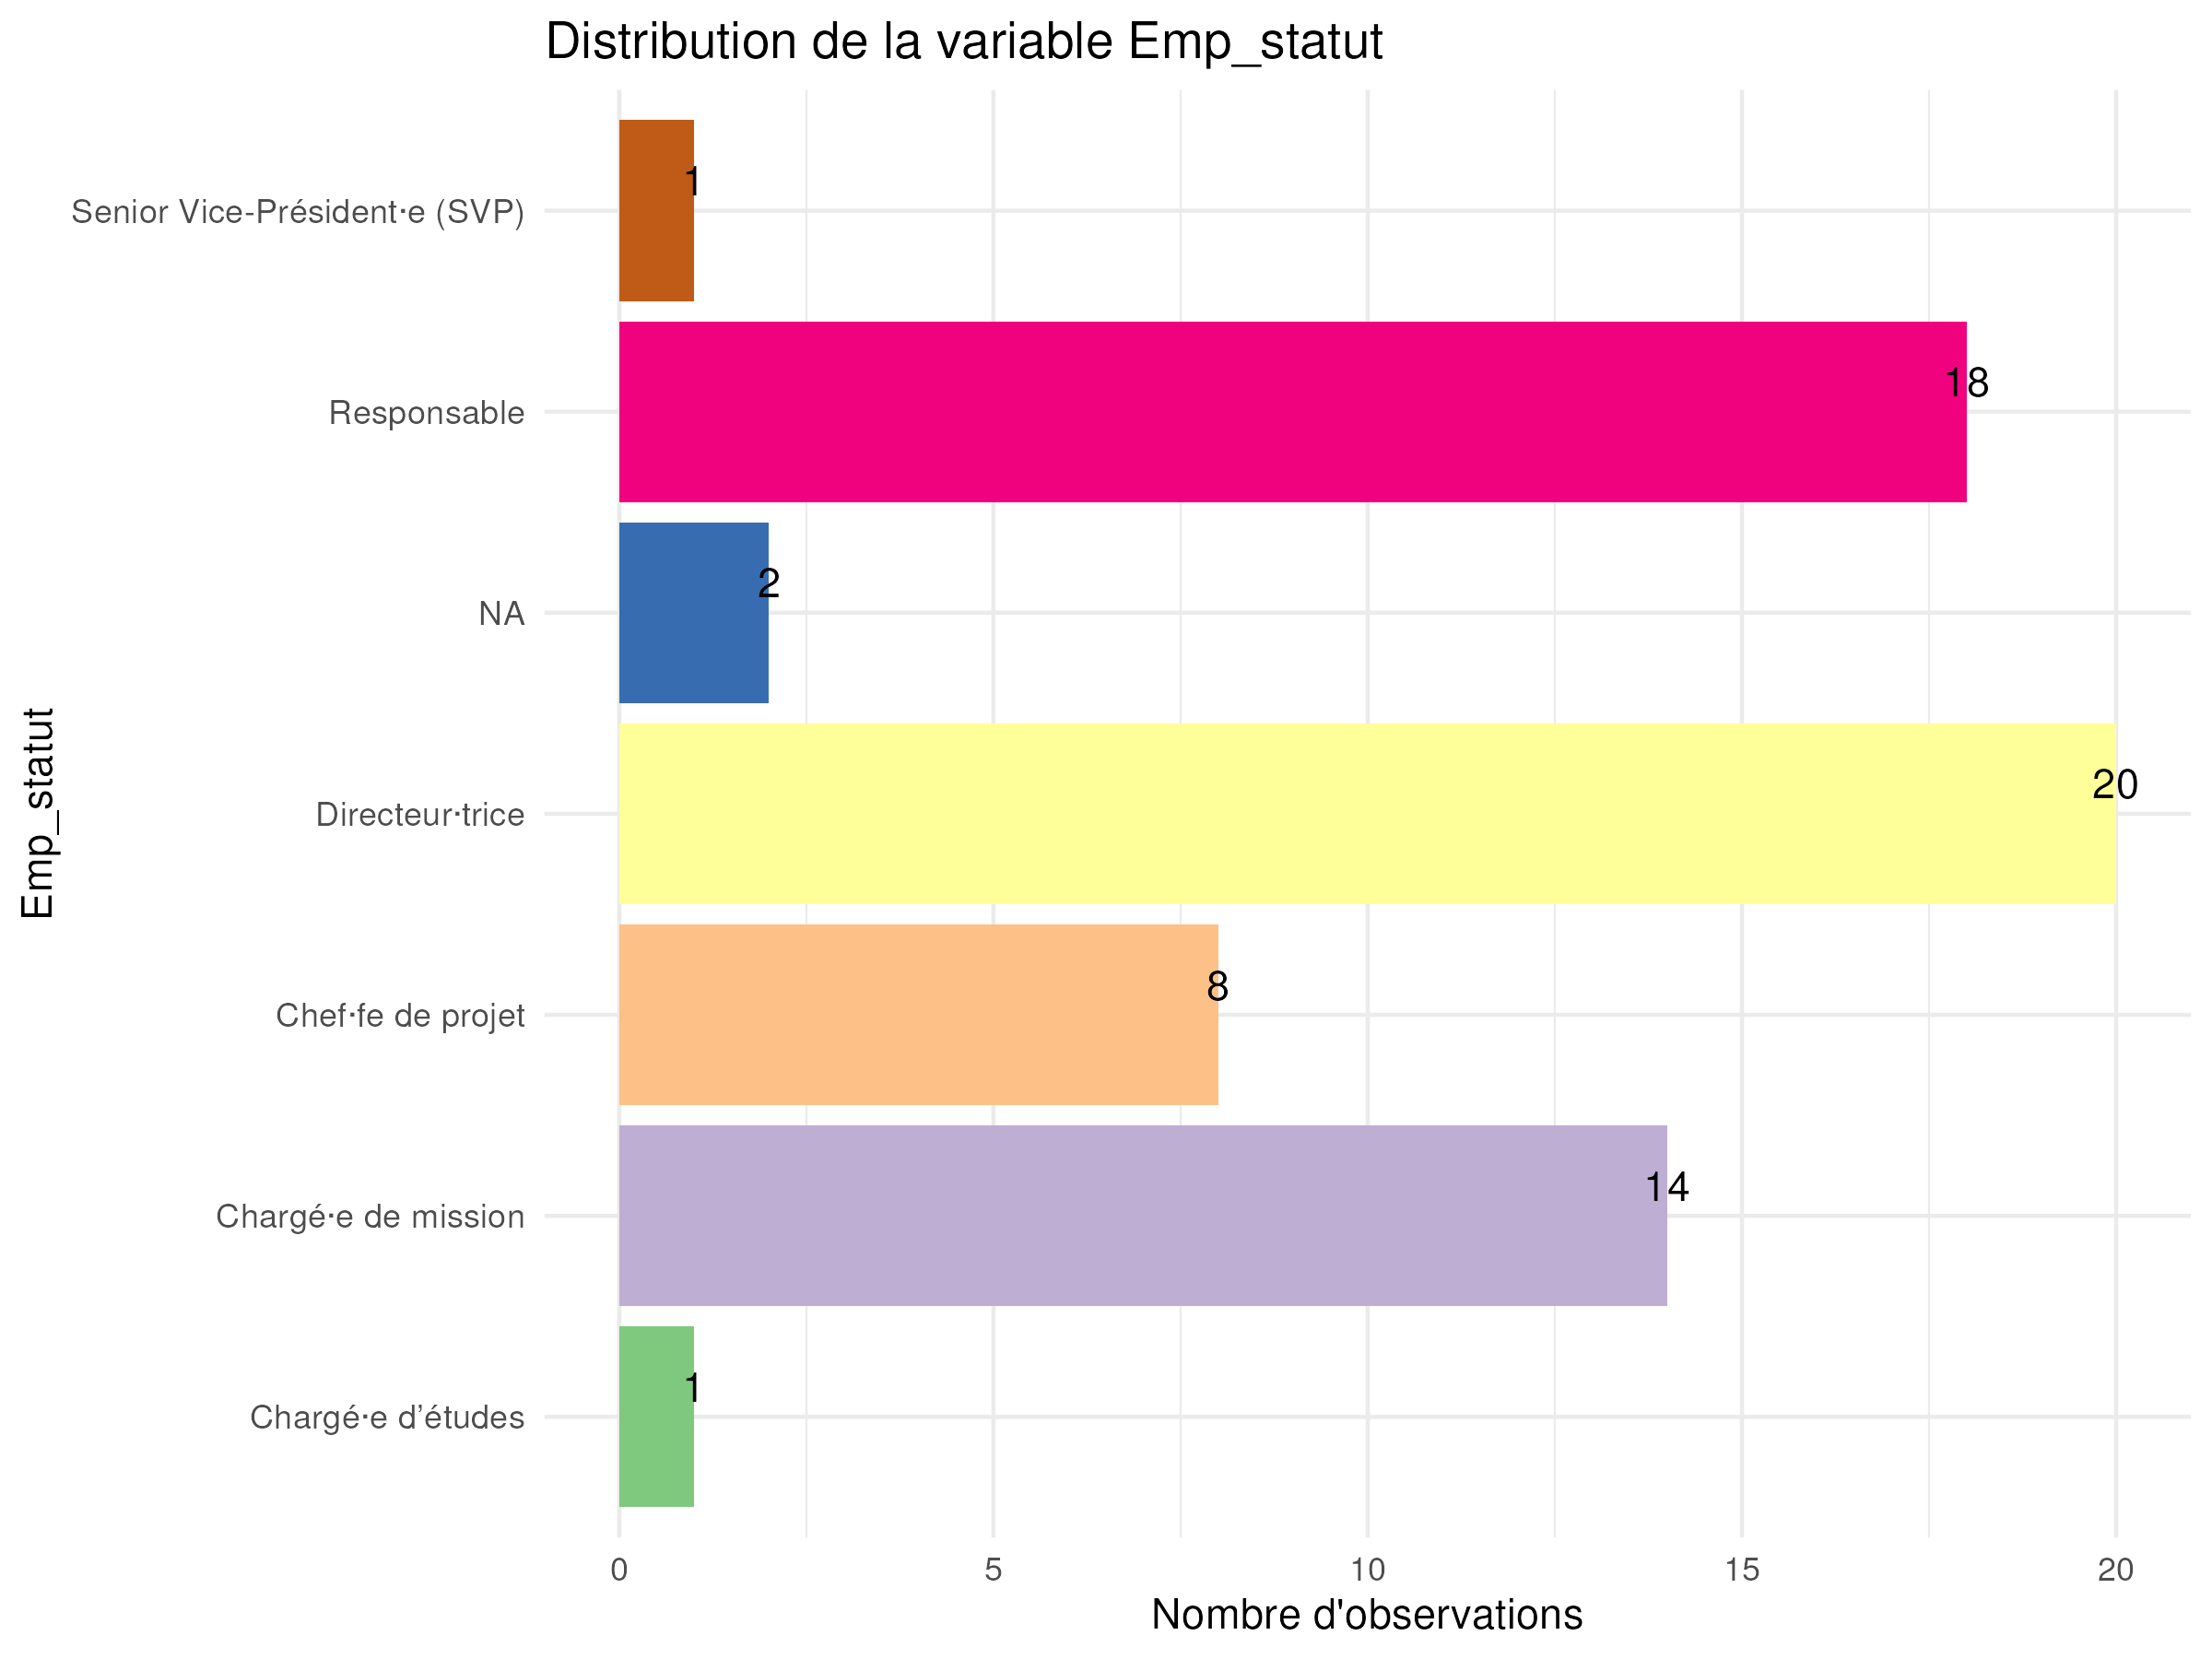 Distribution de la variable Emp_statut
Emp_statut
Senior Vice-Président·e (SVP)
1
Responsable
18
NA
2
Directeur·trice
20
Chef·fe de projet
8
Chargé·e de mission
14
Chargé·e d’études
1
0 5 10 15 20
Nombre d'observations